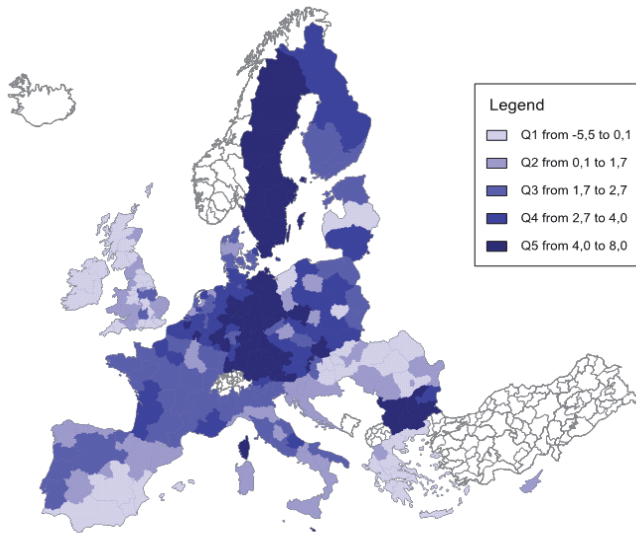 Legend
Q1 from -5,5 to 0,1
Q2 from 0,1 to 1,7
Q3 from 1,7 to 2,7
Q4 from 2,7 to 4,0
Q5 from 4,0 to 8,0